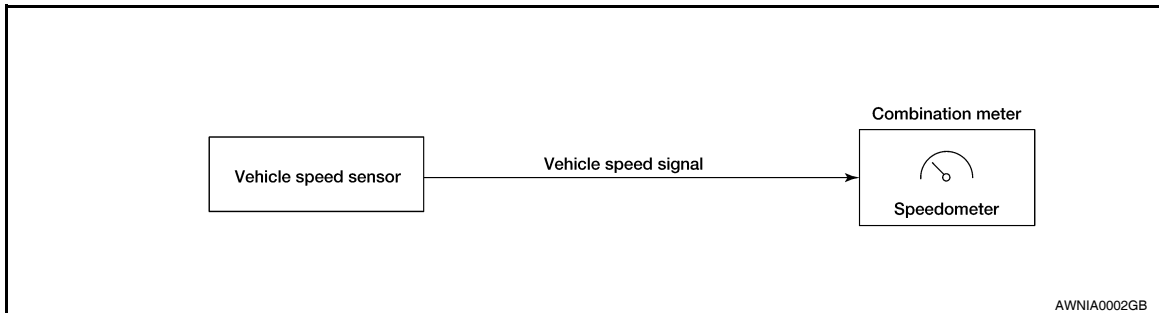 Combination meter
Vehicle speed sensor
Vehicle speed signal
Speedometer
AWNIA0002GB